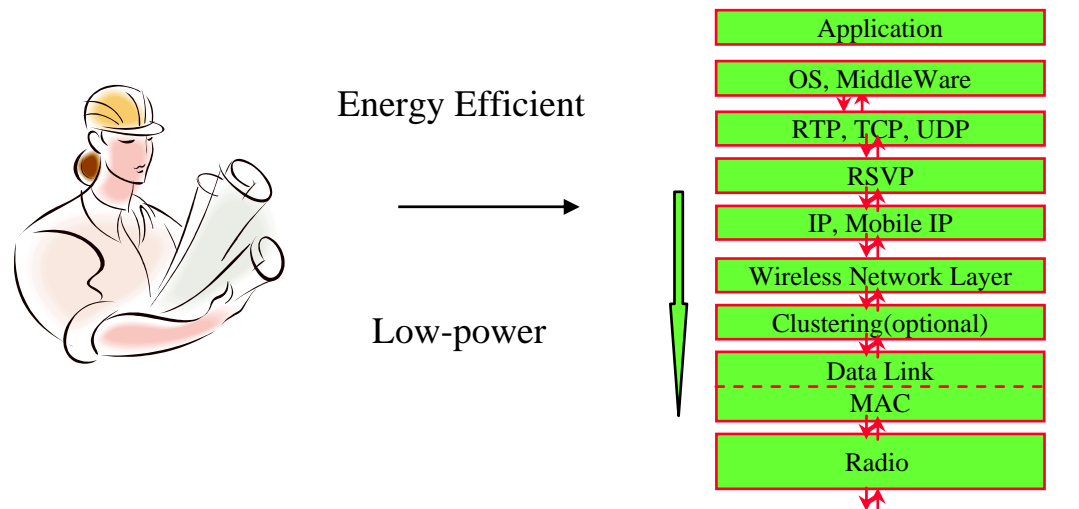 Energy Efficient
Low-power
Application
OS, MiddleWare
RTP, TCP, UDP
RSVP
IP, Mobile IP
Wireless Network Layer
Clustering(optional)
Data Link
MAC
Radio